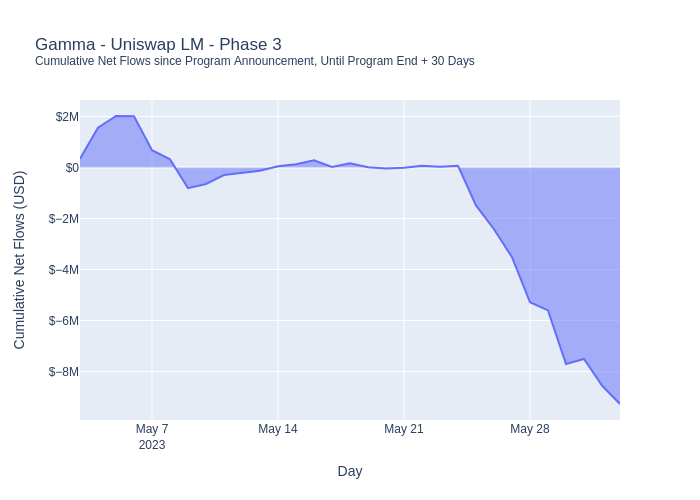 Gamma - Uniswap LM - Phase 3
Cumulative Net Flows since Program Announcement, Until Program End + 30 Days
Cumulative Net Flows (USD)
$2M
$0
$−2M
$−4M
$−6M
$−8M
May 7
2023
May 14
May 21
May 28
Day